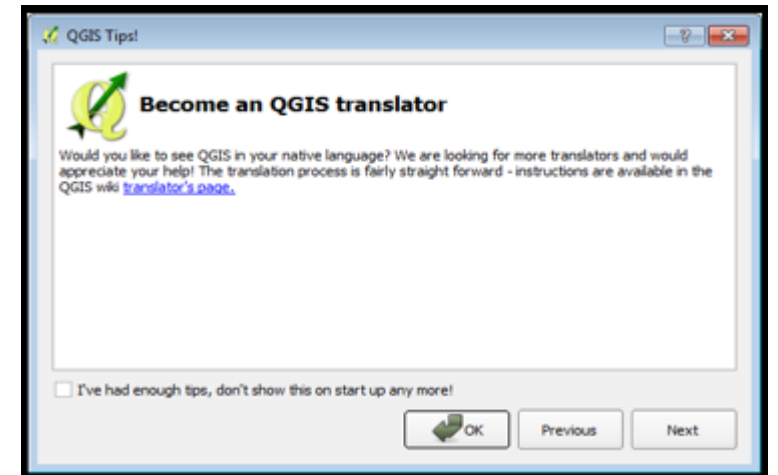 QGIS Tips!
Become an QGIS translator
Would you like to see QGIS in your native language? We are looking for more translators and would
appreciate your help! The translation process is fairly straight forward - instructions are available in the
QGIS wiki translator's page.
I've had enough tips, don't show this on start up any more!
OK Previous Next